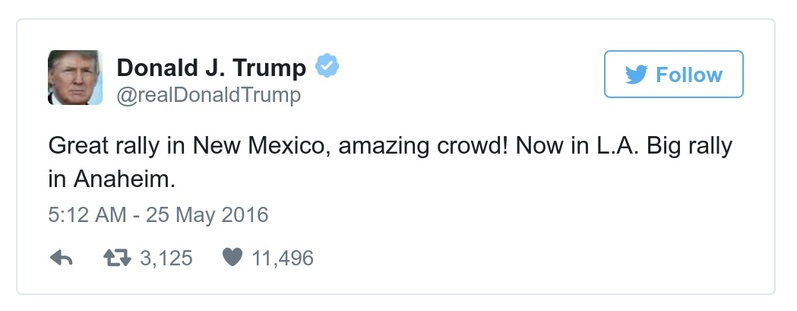 Donald J. Trump
@realDonaldTrump
Follow
Great rally in New Mexico, amazing crowd! Now in L.A. Big rally
in Anaheim.
5:12 AM - 25 May 2016
3,125 11,496